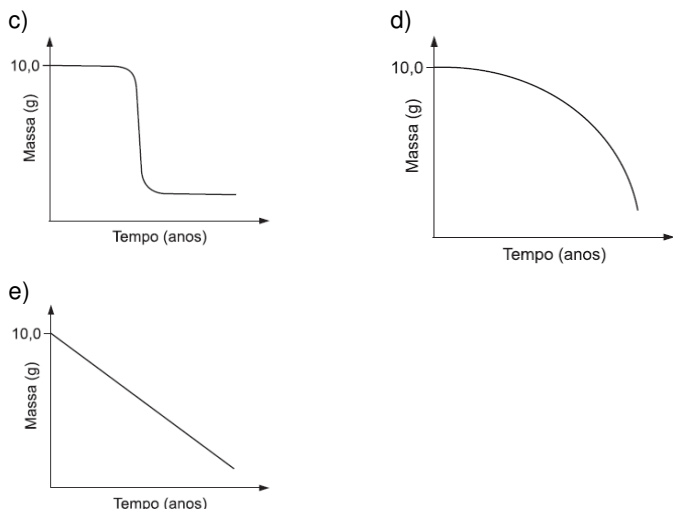 c)
10,0
Massa (g)
Tempo (anos)
d)
10,0
Massa (g)
Tempo (anos)
e)
10,0
Massa (g)
Tempo (anos)